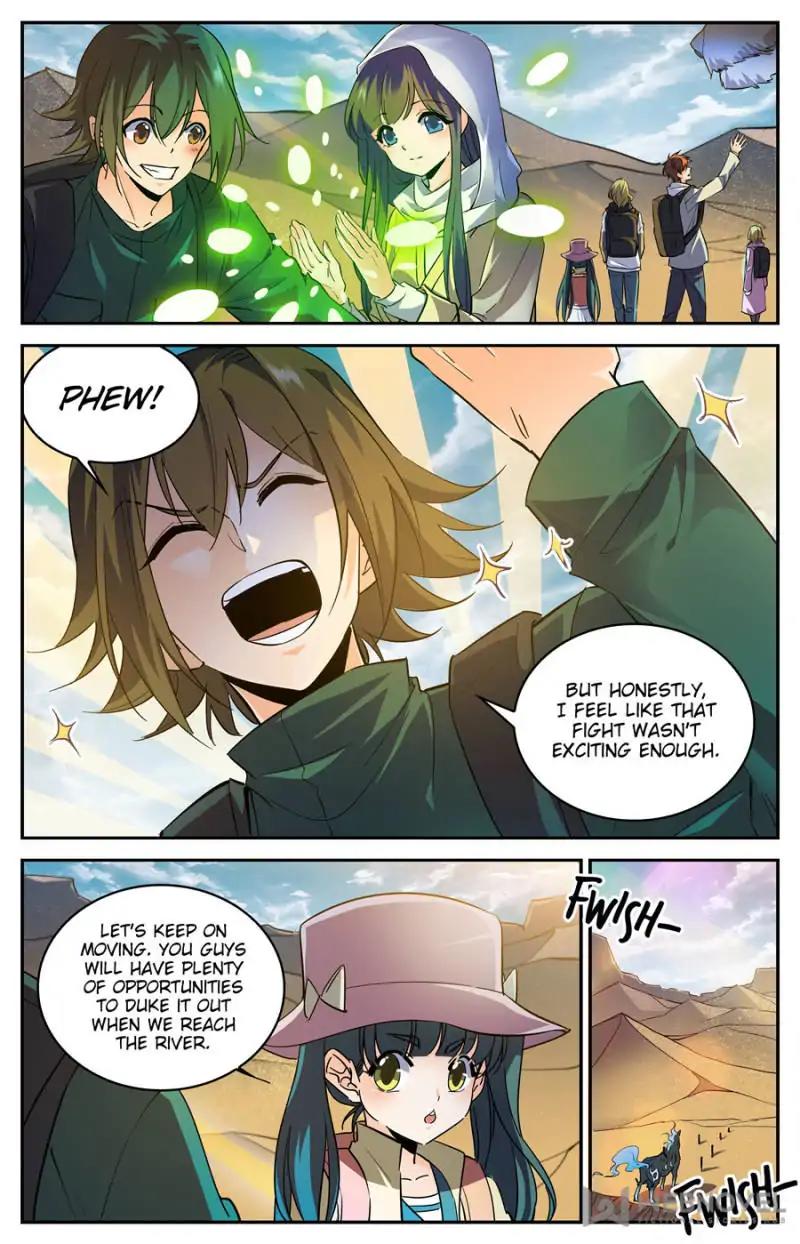 PHEW!
BUT HONESTLY,
I FEEL LIKE THAT
FIGHT WASN'T
EXCITING ENOUGH.
LET'S KEEP ON
MOVING. YOU GUYS
WILL HAVE PLENTY
OF OPPORTUNITIES
TO DUKE IT OUT
WHEN WE REACH
THE RIVER.
FWISH–
FWISH–